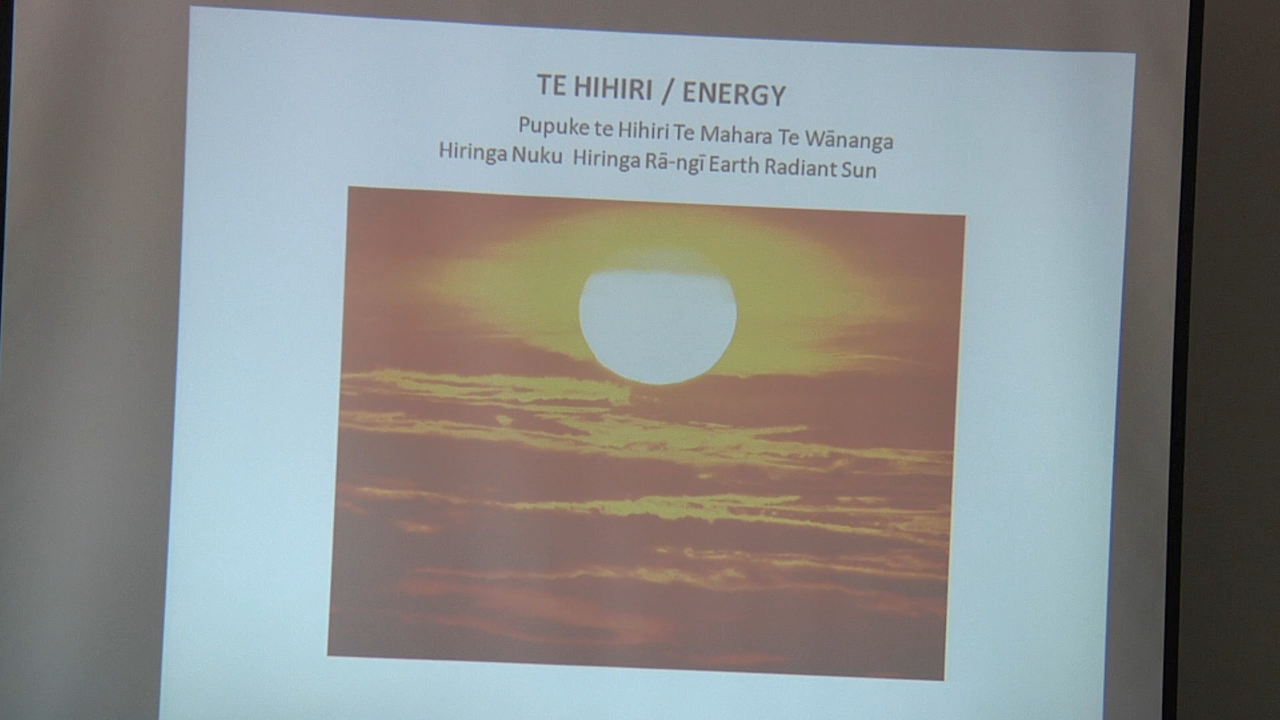 TE HIHIRI / ENERGY
Pupuke te Hihiri Te Mahara Te Wānanga
Hiringa Nuku Hiringa Rā-ngī Earth Radiant Sun